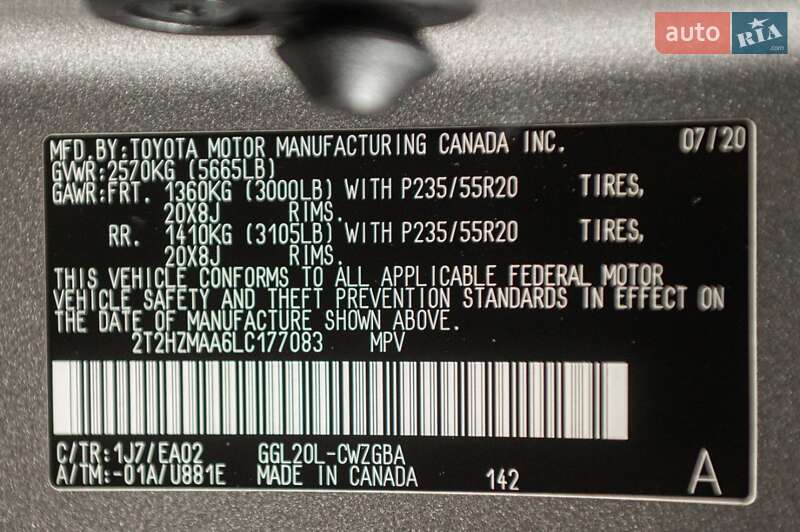 auto RIA .com
MFD.BY:TOYOTA MOTOR MANUFACTURING CANADA INC. 07/20
GVWR:2570KG (5665LB)
GAWR:FRT. 1360KG (3000LB) WITH P235/55R20 TIRES,
20X8J RIMS.
RR. 1410KG (3105LB) WITH P235/55R20 TIRES,
20X8J RIMS.
THIS VEHICLE CONFORMS TO ALL APPLICABLE FEDERAL MOTOR
VEHICLE SAFETY AND THEFT PREVENTION STANDARDS IN EFFECT ON
THE DATE OF MANUFACTURE SHOWN ABOVE.
2T2HZMAA6LC177083 MPV
C/TR:1J7/EA02 GGL20L-CWZGBA
A/TM:-01A/U881E MADE IN CANADA 142 A